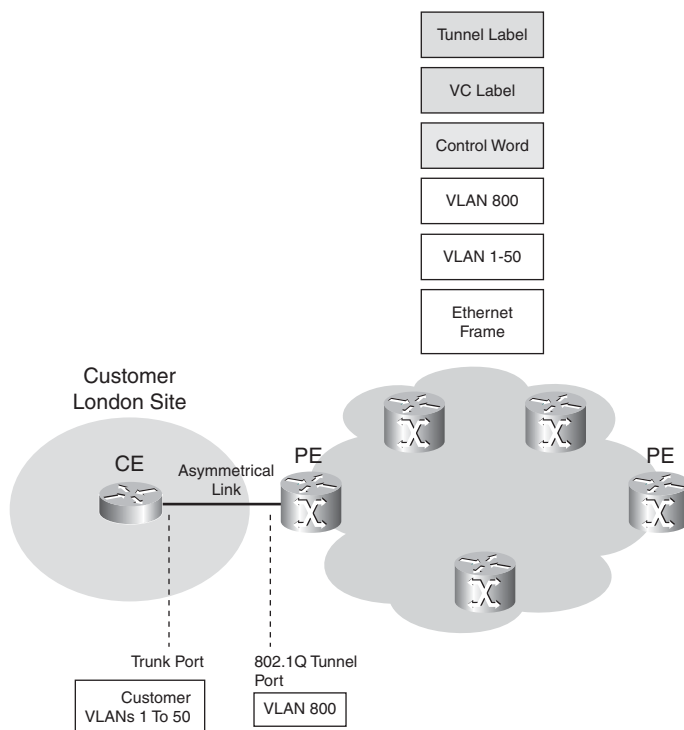 Tunnel Label
VC Label
Control Word
VLAN 800
VLAN 1-50
Ethernet
Frame
Customer
London Site
CE
Asymmetrical
Link
PE
PE
Trunk Port
Customer
VLANs 1 To 50
802.1Q Tunnel
Port
VLAN 800